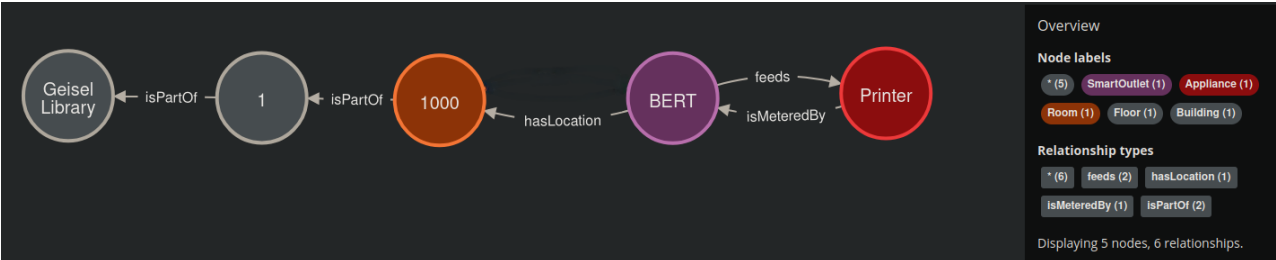 Geisel
Library
isPartOf
1
isPartOf
1000
hasLocation
BERT
feeds
isMeteredBy
Printer
Overview
Node labels
* (5) SmartOutlet (1) Appliance (1)
Room (1) Floor (1) Building (1)
Relationship types
* (6) feeds (2) hasLocation (1)
isMeteredBy (1) isPartOf (2)
Displaying 5 nodes, 6 relationships.